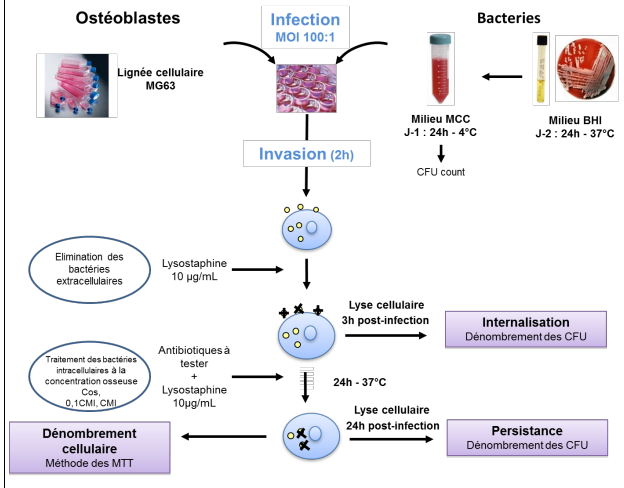 Ostéoblastes
Infection
MOI 100:1
Bacteries
Lignée cellulaire
MG63
Milieu MCC
J-1 : 24h - 4°C
Milieu BHI
J-2 : 24h - 37°C
CFU count
Invasion (2h)
Elimination des
bactéries
extracellulaires
Lysostaphine
10 µg/mL
Lyse cellulaire
3h post-infection
Internalisation
Dénombrement des CFU
Traitement des bactéries
intracellulaires à la
concentration osseuse
Cos,
0,1CMI, CMI
Antibiotiques à
tester
+
Lysostaphine
10µg/mL
24h - 37°C
Lyse cellulaire
24h post-infection
Persistance
Dénombrement des CFU
Dénombrement
cellulaire
Méthode des MTT